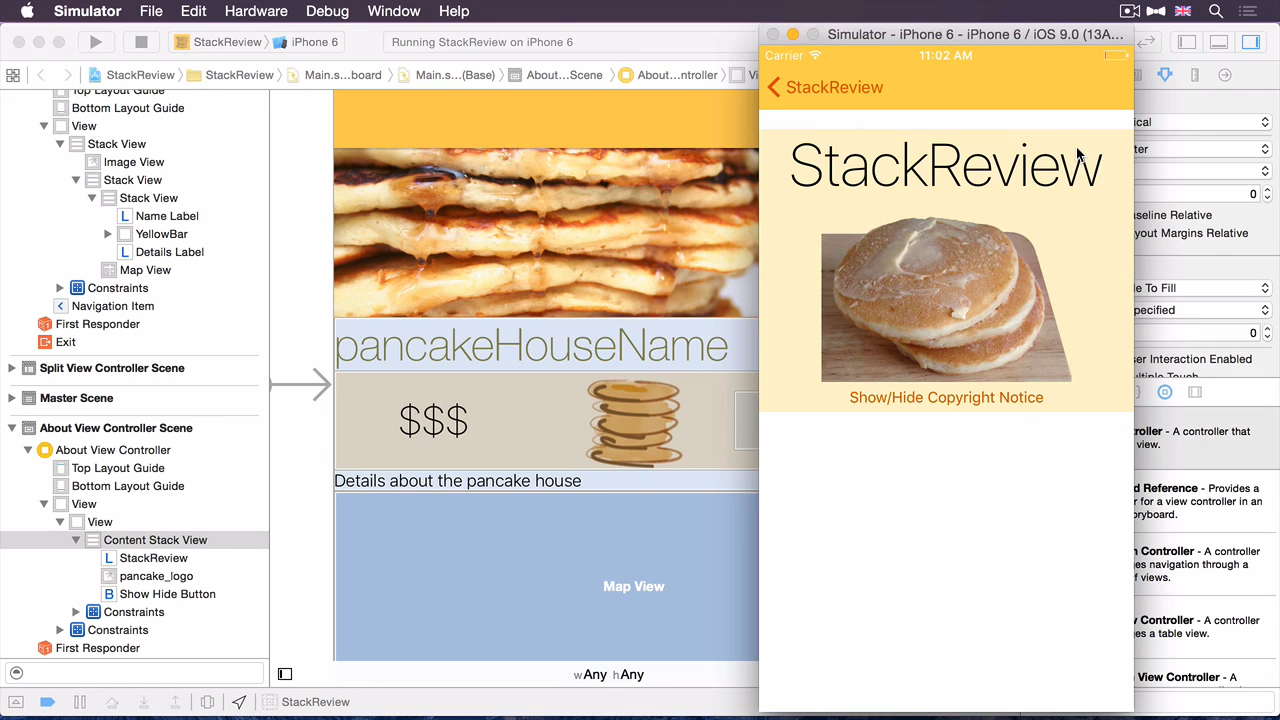 Simulator File Edit Hardware Debug Window Help
StackReview iPhone 6
Running StackReview on iPhone 6
Simulator - iPhone 6 - iPhone 6 / iOS 9.0 (13A...
StackReview StackReview Main.s...board Main.s...(Base) About...Scene About...ntroller
Carrier 11:02 AM
StackReview
Top Layout Guide
Bottom Layout Guide
View
Stack View
Image View
Stack View
Stack View
L Name Label
YellowBar
L Details Label
Map View
Constraints
Navigation Item
First Responder
Exit
Split View Controller Scene
Master Scene
About View Controller Scene
About View Controller
Top Layout Guide
Bottom Layout Guide
View
View
Content Stack View
L StackReview
pancake_logo
B Show Hide Button
Constraints
Constraints
First Responder
pancakeHouseName
$$$
Details about the pancake house
Map View
wAny hAny
StackReview
StackReview
Show/Hide Copyright Notice
ical
ter
0
aseline Relative
yout Margins Relative
le To Fill
specified
0
ser Interaction Enabled
roller - A controller that
view.
d Reference - Provides a
r for a view controller in an
oryboard.
n Controller - A controller
ges navigation through a
of views.
w Controller - A controller
ges a table view.
n View Controller - A